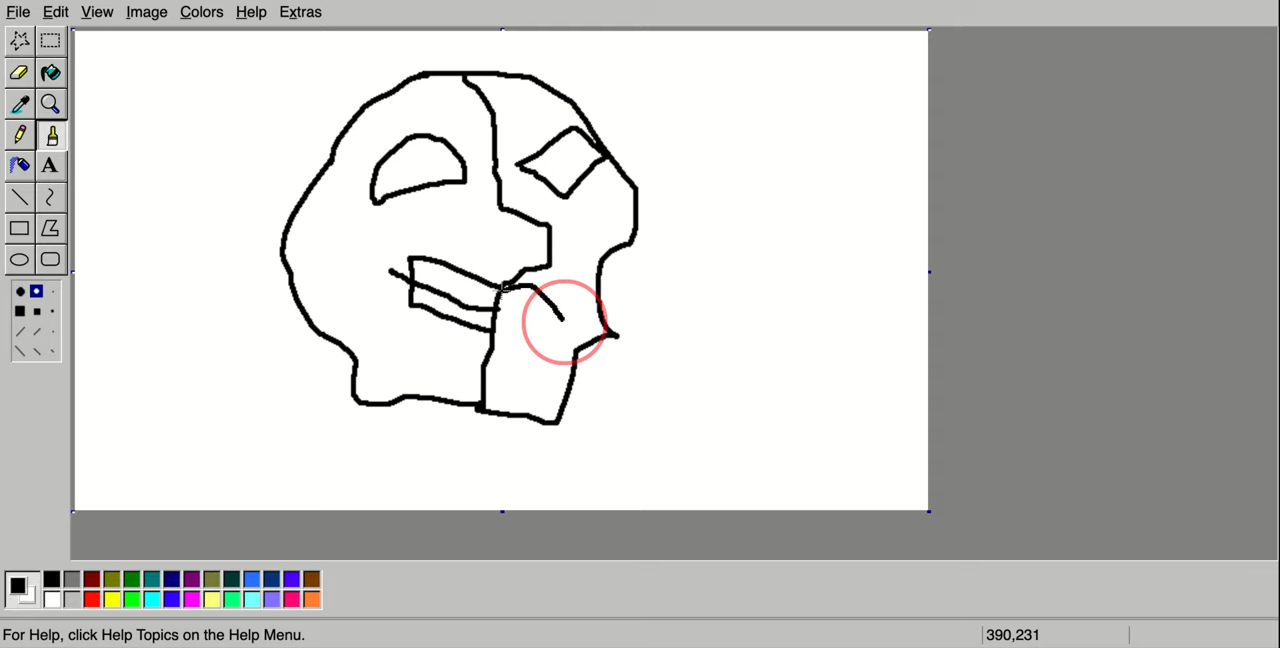 File Edit View Image Colors Help Extras
A
For Help, click Help Topics on the Help Menu.
390,231